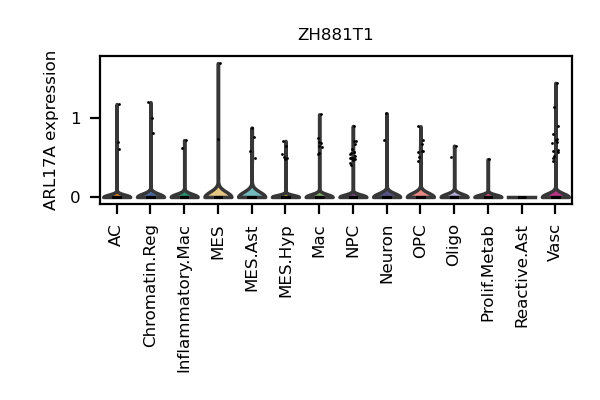 ZH881T1
ARL17A expression
1
0
AC
Chromatin.Reg
Inflammatory.Mac
MES
MES.Ast
MES.Hyp
Mac
NPC
Neuron
OPC
Oligo
Prolif.Metab
Reactive.Ast
Vasc